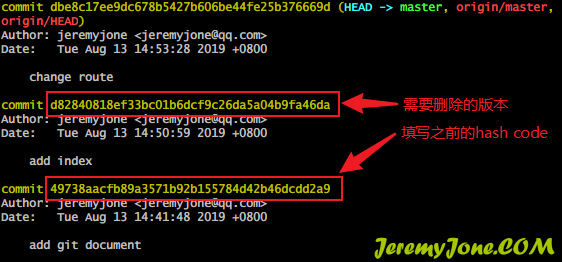 commit dbe8c17ee9dc678b5427b606be44fe25b376669d (HEAD -> master, origin/master,
origin/HEAD)
Author: jeremyjone <jeremyjone@qq.com>
Date:   Tue Aug 13 14:53:28 2019 +0800
change route
commit d82840818ef33bc01b6dcf9c26da5a04b9fa46da 需要删除的版本
Author: jeremyjone <jeremyjone@qq.com>
Date:   Tue Aug 13 14:50:59 2019 +0800 填写之前的hash code
add index
commit 49738aacfb89a3571b92b155784d42b46dcdd2a9
Author: jeremyjone <jeremyjone@qq.com>
Date:   Tue Aug 13 14:41:48 2019 +0800
add git document
JeremyJone.COM